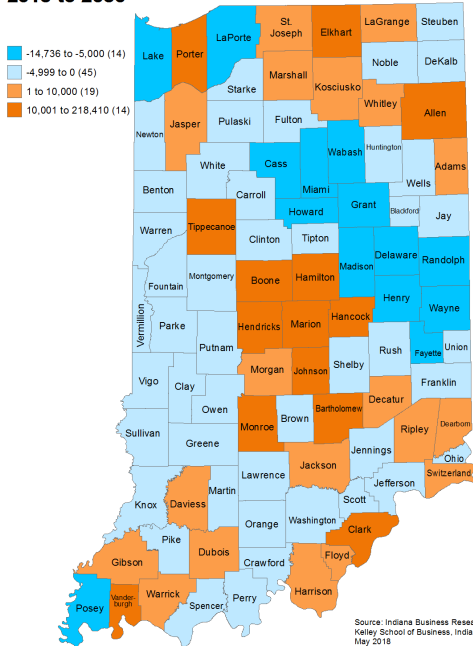 -14,736 to -5,000 (14)
-4,999 to 0 (45)
1 to 10,000 (19)
10,001 to 218,410 (14)
Lake
Porter
LaPorte
St.
Joseph
Elkhart
LaGrange
Steuben
Noble
DeKalb
Starke
Marshall
Kosciusko
Whitley
Allen
Newton
Jasper
Pulaski
Fulton
White
Cass
Miami
Wabash
Huntington
Wells
Adams
Benton
Carroll
Howard
Grant
Blackford
Jay
Warren
Tippecanoe
Clinton
Tipton
Madison
Delaware
Randolph
Fountain
Montgomery
Boone
Hamilton
Henry
Wayne
Vermillion
Parke
Putnam
Hendricks
Marion
Hancock
Rush
Fayette
Union
Vigo
Clay
Owen
Morgan
Johnson
Shelby
Franklin
Decatur
Sullivan
Greene
Monroe
Brown
Bartholomew
Jennings
Ripley
Dearborn
Ohio
Switzerland
Jefferson
Jackson
Lawrence
Scott
Knox
Daviess
Martin
Orange
Washington
Clark
Floyd
Harrison
Crawford
Pike
Dubois
Gibson
Posey
Vander-
burgh
Warrick
Spencer
Perry
Source: Indiana Business Resea
Kelley School of Business, India
May 2018